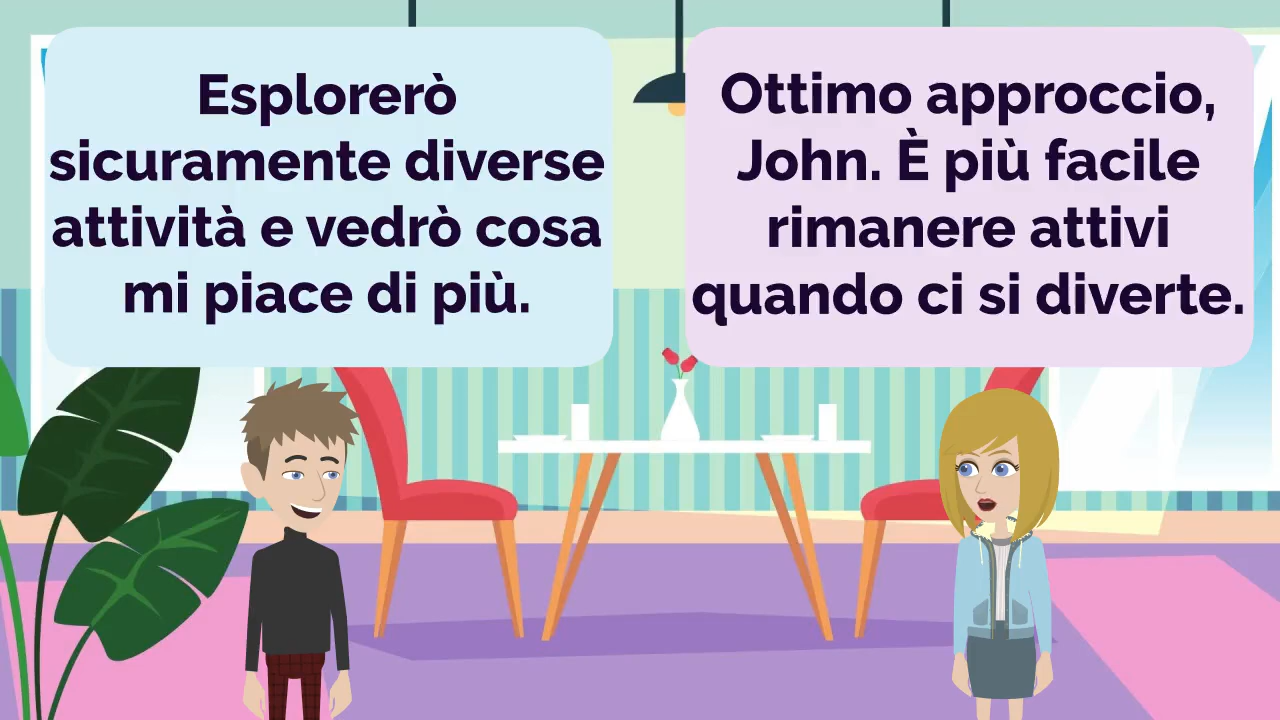 Esplorerò
sicuramente diverse
attività e vedrò cosa
mi piace di più.
Ottimo approccio,
John. È più facile
rimanere attivi
quando ci si diverte.